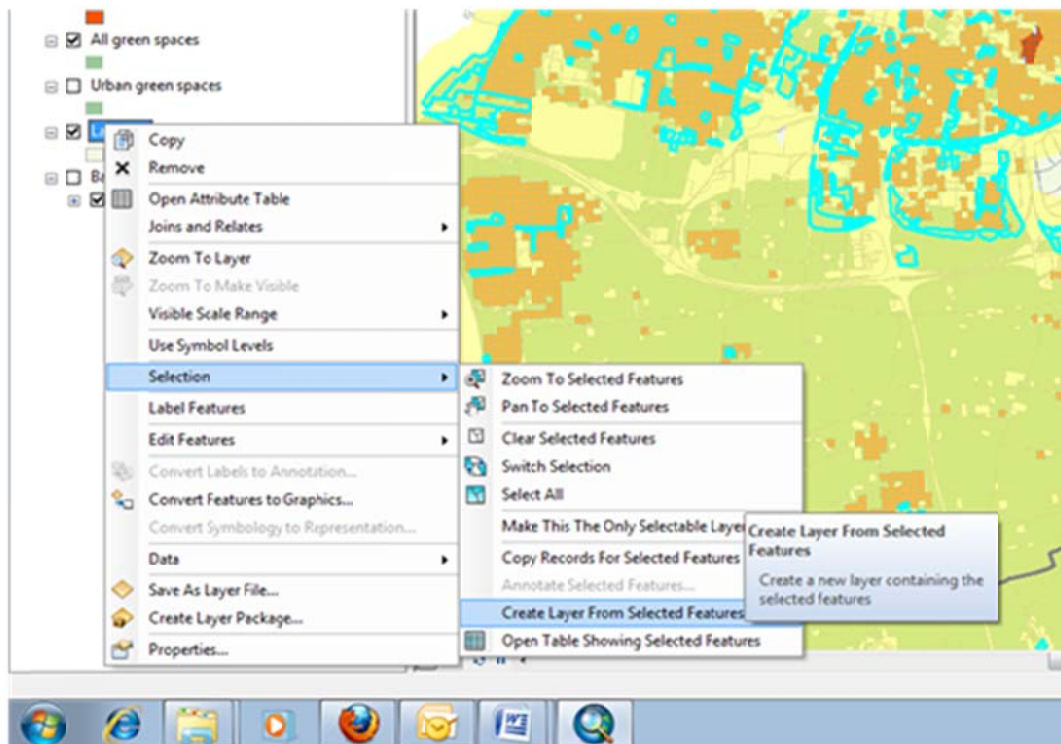 All green spaces
Urban green spaces
Copy
Remove
Open Attribute Table
Joins and Relates
Zoom To Layer
Zoom To Make Visible
Visible Scale Range
Use Symbol Levels
Selection
Label Features
Edit Features
Convert Labels to Annotation...
Convert Features to Graphics...
Convert Symbology to Representation...
Data
Save As Layer File...
Create Layer Package...
Properties...
Zoom To Selected Features
Pan To Selected Features
Clear Selected Features
Switch Selection
Select All
Make This The Only Selectable Layer
Copy Records For Selected Features
Annotate Selected Features...
Create Layer From Selected Features
Open Table Showing Selected Features
Create Layer From Selected
Features
Create a new layer containing the
selected features